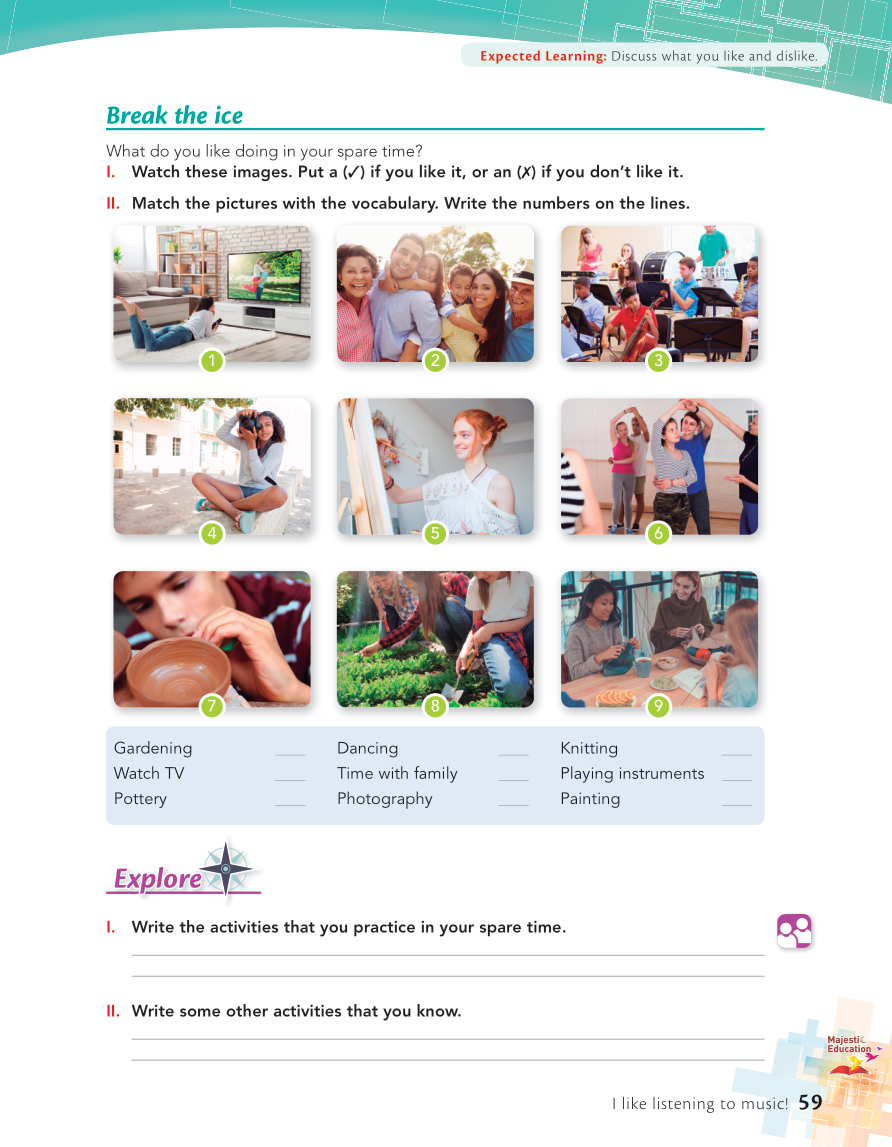 Expected Learning: Discuss what you like and dislike.
Break the ice
What do you like doing in your spare time?
I. Watch these images. Put a (✓) if you like it, or an (✗) if you don't like it.
II. Match the pictures with the vocabulary. Write the numbers on the lines.
1 2 3
4 5 6
7 8 9
Gardening ____ Dancing ____ Knitting ____
Watch TV ____ Time with family ____ Playing instruments ____
Pottery ____ Photography ____ Painting ____
Explore
I. Write the activities that you practice in your spare time.
II. Write some other activities that you know.
Majestic
Education
I like listening to music! 59